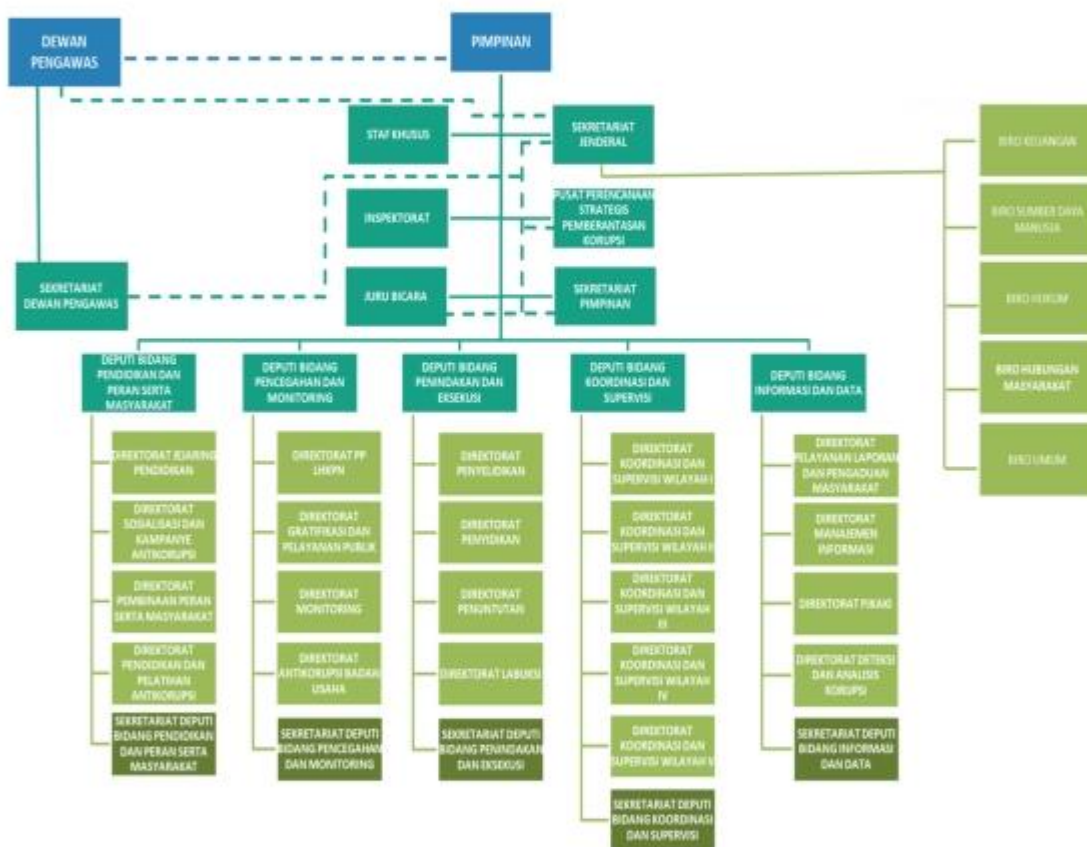 DEWAN
PENGAWAS
PIMPINAN
STAF KHUSUS
SEKRETARIAT
JENDERAL
INSPEKTORAT
PUSAT PERENCANAAN
STRATEGIS
PEMBERANTASAN
KORUPSI
SEKRETARIAT
DEWAN PENGAWAS
JURU BICARA
SEKRETARIAT
PIMPINAN
BIRO KEUANGAN
BIRO SUMBER DAYA
MANUSIA
BIRO HUKUM
BIRO HUBUNGAN
MASYARAKAT
BIRO UMUM
DEPUTI BIDANG
PENDIDIKAN DAN
PERAN SERTA
MASYARAKAT
DIREKTORAT JEJARING
PENDIDIKAN
DIREKTORAT
SOSIALISASI DAN
KAMPANYE
ANTIKORUPSI
DIREKTORAT
PEMBINAAN PERAN
SERTA MASYARAKAT
DIREKTORAT
PENDIDIKAN DAN
PELATIHAN
ANTIKORUPSI
SEKRETARIAT DEPUTI
BIDANG PENDIDIKAN
DAN PERAN SERTA
MASYARAKAT
DEPUTI BIDANG
PENCEGAHAN DAN
MONITORING
DIREKTORAT PP
LHKPN
DIREKTORAT
GRATIFIKASI DAN
PELAYANAN PUBLIK
DIREKTORAT
MONITORING
DIREKTORAT
ANTIKORUPSI BADAN
USAHA
SEKRETARIAT DEPUTI
BIDANG PENCEGAHAN
DAN MONITORING
DEPUTI BIDANG
PENINDAKAN DAN
EKSEKUSI
DIREKTORAT
PENYELIDIKAN
DIREKTORAT
PENYIDIKAN
DIREKTORAT
PENUNTUTAN
DIREKTORAT LABUKSI
SEKRETARIAT DEPUTI
BIDANG PENINDAKAN
DAN EKSEKUSI
DEPUTI BIDANG
KOORDINASI DAN
SUPERVISI
DIREKTORAT
KOORDINASI DAN
SUPERVISI WILAYAH I
DIREKTORAT
KOORDINASI DAN
SUPERVISI WILAYAH II
DIREKTORAT
KOORDINASI DAN
SUPERVISI WILAYAH
III
DIREKTORAT
KOORDINASI DAN
SUPERVISI WILAYAH
IV
DIREKTORAT
KOORDINASI DAN
SUPERVISI WILAYAH V
SEKRETARIAT DEPUTI
BIDANG KOORDINASI
DAN SUPERVISI
DEPUTI BIDANG
INFORMASI DAN DATA
DIREKTORAT
PELAYANAN LAPORAN
DAN PENGADUAN
MASYARAKAT
DIREKTORAT
MANAJEMEN
INFORMASI
DIREKTORAT PJKAKI
DIREKTORAT DETEKSI
DAN ANALISIS
KORUPSI
SEKRETARIAT DEPUTI
BIDANG INFORMASI
DAN DATA